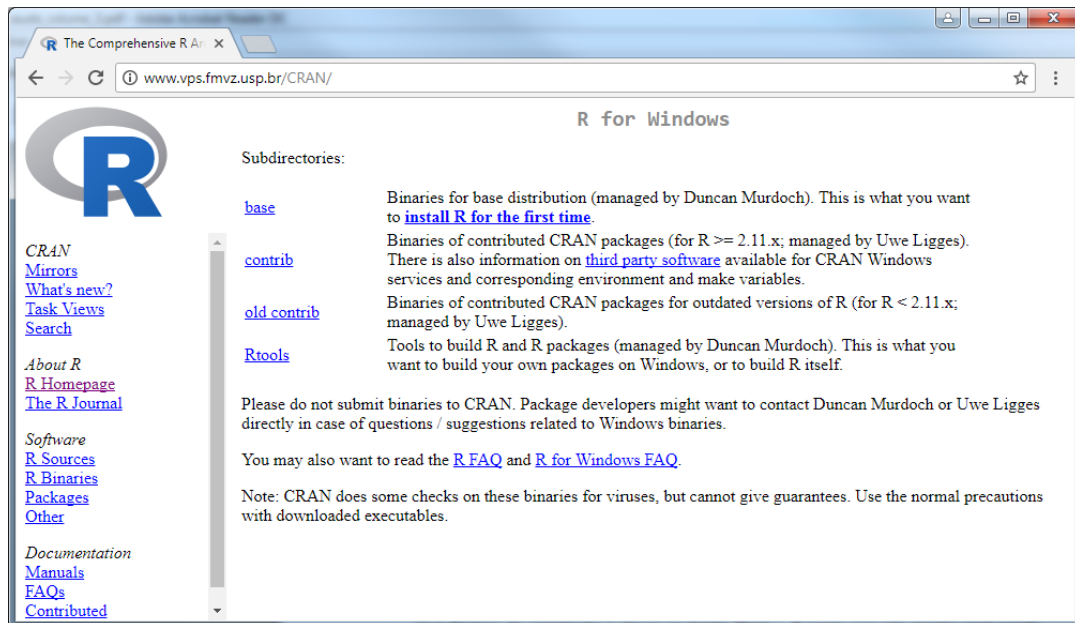 The Comprehensive R Ar
www.vps.fmvz.usp.br/CRAN/
R
CRAN
Mirrors
What's new?
Task Views
Search
About R
R Homepage
The R Journal
Software
R Sources
R Binaries
Packages
Other
Documentation
Manuals
FAQs
Contributed
R for Windows
Subdirectories:
base
Binaries for base distribution (managed by Duncan Murdoch). This is what you want
to install R for the first time.
contrib
Binaries of contributed CRAN packages (for R >= 2.11.x; managed by Uwe Ligges).
There is also information on third party software available for CRAN Windows
services and corresponding environment and make variables.
old contrib
Binaries of contributed CRAN packages for outdated versions of R (for R < 2.11.x;
managed by Uwe Ligges).
Rtools
Tools to build R and R packages (managed by Duncan Murdoch). This is what you
want to build your own packages on Windows, or to build R itself.
Please do not submit binaries to CRAN. Package developers might want to contact Duncan Murdoch or Uwe Ligges
directly in case of questions / suggestions related to Windows binaries.
You may also want to read the R FAQ and R for Windows FAQ.
Note: CRAN does some checks on these binaries for viruses, but cannot give guarantees. Use the normal precautions
with downloaded executables.